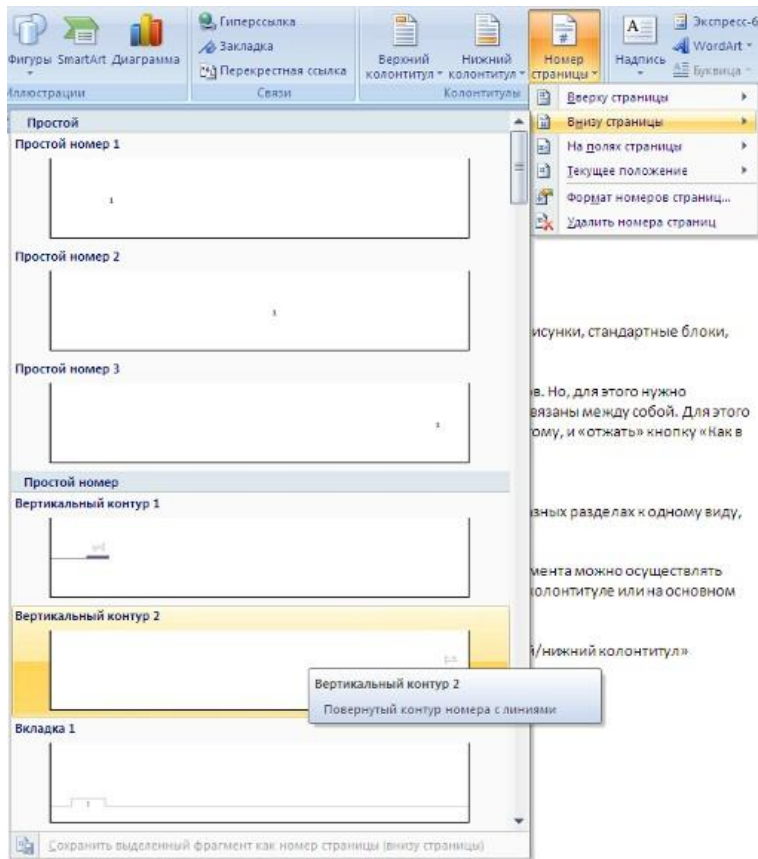 Фигуры SmartArt Диаграмма
Гиперссылка
Закладка
Перекрестная ссылка
Верхний колонтитул
Нижний колонтитул
Номер страницы
Надпись
Экспресс-б
WordArt
Буквица
Иллюстрации
Связи
Колонтитулы
Вверху страницы
Внизу страницы
На полях страницы
Текущее положение
Формат номеров страниц...
Удалить номера страниц
Простой
Простой номер 1
1
Простой номер 2
1
Простой номер 3
1
Простой номер
Вертикальный контур 1
Вертикальный контур 2
Вертикальный контур 2
Повернутый контур номера с линиями
Вкладка 1
1
Сохранить выделенный фрагмент как номер страницы (внизу страницы)
исунки, стандартные блоки,
в. Но, для этого нужно
вязаны между собой. Для этого
ому, и «отжать» кнопку «Как в
зных разделах к одному виду,
мента можно осуществлять
колонтитуле или на основном
й/нижний колонтитул»